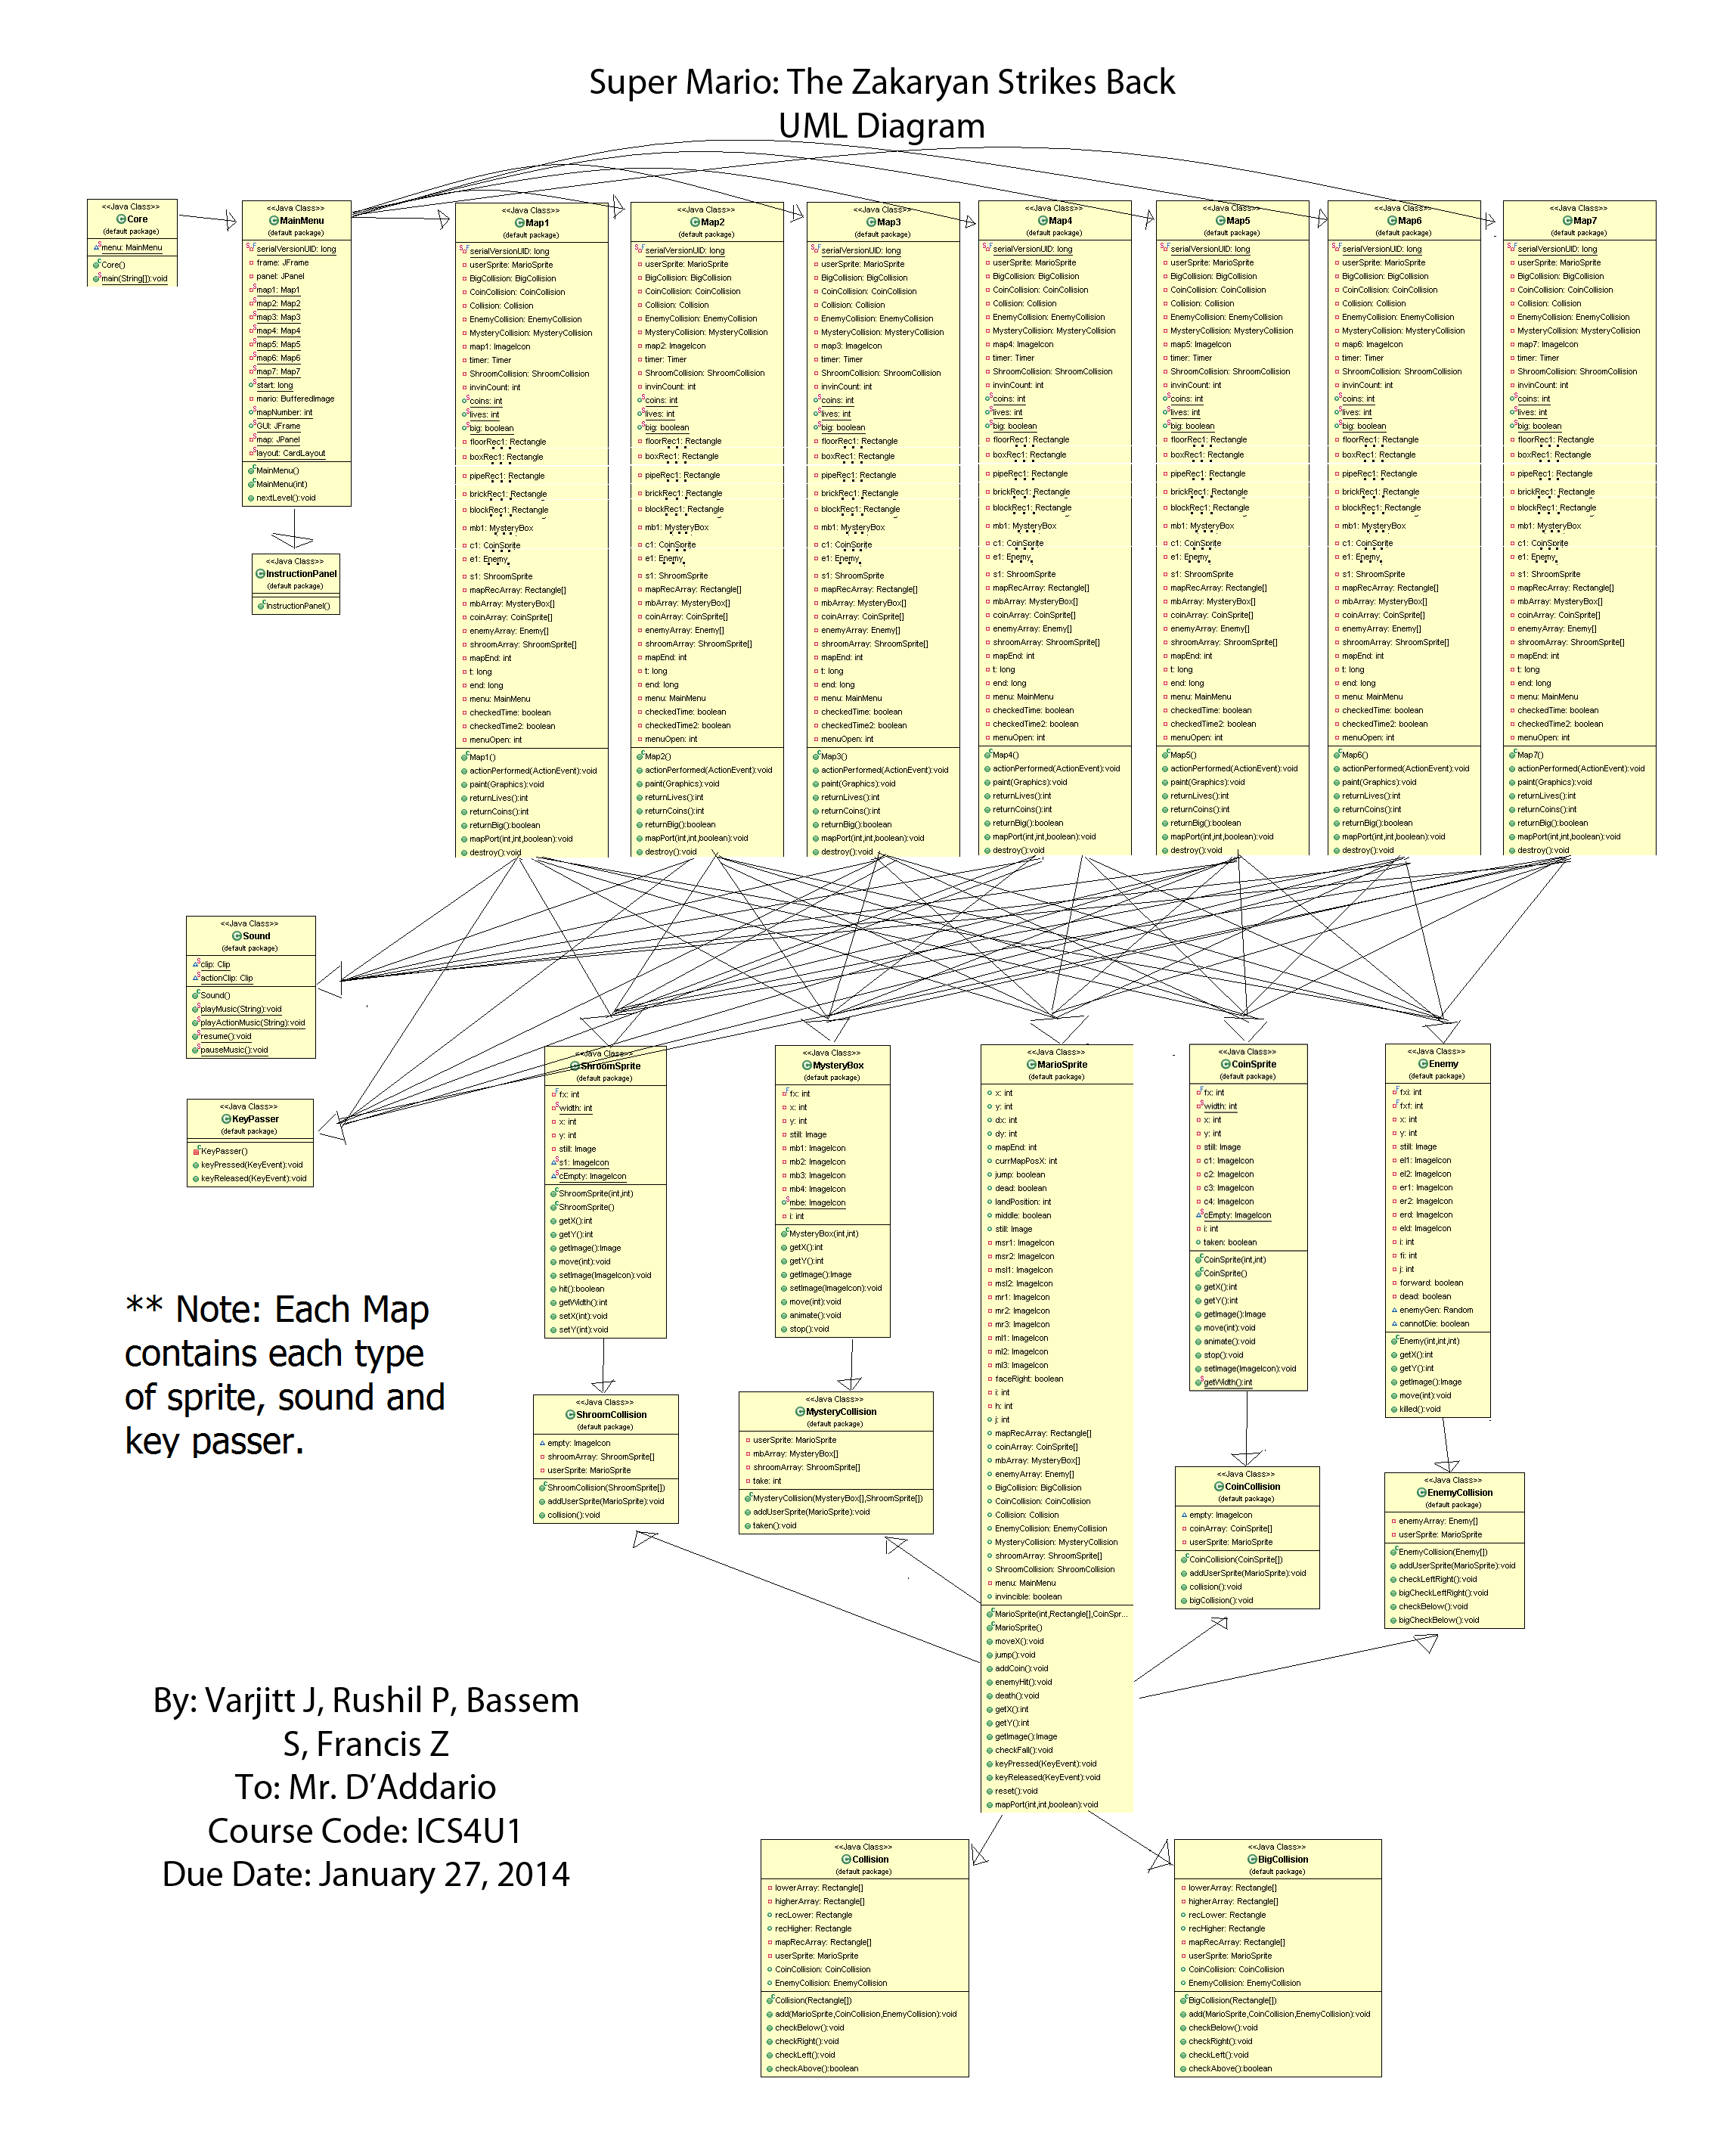 Super Mario: The Zakaryan Strikes Back
UML Diagram
<<Java Class>>
Core
(default package)
menu: MainMenu
Core()
main(String[]):void
<<Java Class>>
MainMenu
(default package)
serialVersionUID: long
frame: JFrame
panel: JPanel
map1: Map1
map2: Map2
map3: Map3
map4: Map4
map5: Map5
map6: Map6
map7: Map7
start: long
mario: BufferedImage
mapNumber: int
GUI: JFrame
map: JPanel
layout: CardLayout
MainMenu()
MainMenu(int)
nextLevel():void
<<Java Class>>
InstructionPanel
(default package)
InstructionPanel()
<<Java Class>>
Map1
(default package)
serialVersionUID: long
userSprite: MarioSprite
BigCollision: BigCollision
CoinCollision: CoinCollision
Collision: Collision
EnemyCollision: EnemyCollision
MysteryCollision: MysteryCollision
map1: ImageIcon
timer: Timer
ShroomCollision: ShroomCollision
invinCount: int
coins: int
lives: int
big: boolean
floorRec1: Rectangle
boxRec1: Rectangle
pipeRec1: Rectangle
brickRec1: Rectangle
blockRec1: Rectangle
mb1: MysteryBox
c1: CoinSprite
e1: Enemy
s1: ShroomSprite
mapRecArray: Rectangle[]
mbArray: MysteryBox[]
coinArray: CoinSprite[]
enemyArray: Enemy[]
shroomArray: ShroomSprite[]
mapEnd: int
t: long
end: long
menu: MainMenu
checkedTime: boolean
checkedTime2: boolean
menuOpen: int
Map1()
actionPerformed(ActionEvent):void
paint(Graphics):void
returnLives():int
returnCoins():int
returnBig():boolean
mapPort(int,int,boolean):void
destroy():void
<<Java Class>>
Map2
(default package)
serialVersionUID: long
userSprite: MarioSprite
BigCollision: BigCollision
CoinCollision: CoinCollision
Collision: Collision
EnemyCollision: EnemyCollision
MysteryCollision: MysteryCollision
map2: ImageIcon
timer: Timer
ShroomCollision: ShroomCollision
invinCount: int
coins: int
lives: int
big: boolean
floorRec1: Rectangle
boxRec1: Rectangle
pipeRec1: Rectangle
brickRec1: Rectangle
blockRec1: Rectangle
mb1: MysteryBox
c1: CoinSprite
e1: Enemy
s1: ShroomSprite
mapRecArray: Rectangle[]
mbArray: MysteryBox[]
coinArray: CoinSprite[]
enemyArray: Enemy[]
shroomArray: ShroomSprite[]
mapEnd: int
t: long
end: long
menu: MainMenu
checkedTime: boolean
checkedTime2: boolean
menuOpen: int
Map2()
actionPerformed(ActionEvent):void
paint(Graphics):void
returnLives():int
returnCoins():int
returnBig():boolean
mapPort(int,int,boolean):void
destroy():void
<<Java Class>>
Map3
(default package)
serialVersionUID: long
userSprite: MarioSprite
BigCollision: BigCollision
CoinCollision: CoinCollision
Collision: Collision
EnemyCollision: EnemyCollision
MysteryCollision: MysteryCollision
map3: ImageIcon
timer: Timer
ShroomCollision: ShroomCollision
invinCount: int
coins: int
lives: int
big: boolean
floorRec1: Rectangle
boxRec1: Rectangle
pipeRec1: Rectangle
brickRec1: Rectangle
blockRec1: Rectangle
mb1: MysteryBox
c1: CoinSprite
e1: Enemy
s1: ShroomSprite
mapRecArray: Rectangle[]
mbArray: MysteryBox[]
coinArray: CoinSprite[]
enemyArray: Enemy[]
shroomArray: ShroomSprite[]
mapEnd: int
t: long
end: long
menu: MainMenu
checkedTime: boolean
checkedTime2: boolean
menuOpen: int
Map3()
actionPerformed(ActionEvent):void
paint(Graphics):void
returnLives():int
returnCoins():int
returnBig():boolean
mapPort(int,int,boolean):void
destroy():void
<<Java Class>>
Map4
(default package)
serialVersionUID: long
userSprite: MarioSprite
BigCollision: BigCollision
CoinCollision: CoinCollision
Collision: Collision
EnemyCollision: EnemyCollision
MysteryCollision: MysteryCollision
map4: ImageIcon
timer: Timer
ShroomCollision: ShroomCollision
invinCount: int
coins: int
lives: int
big: boolean
floorRec1: Rectangle
boxRec1: Rectangle
pipeRec1: Rectangle
brickRec1: Rectangle
blockRec1: Rectangle
mb1: MysteryBox
c1: CoinSprite
e1: Enemy
s1: ShroomSprite
mapRecArray: Rectangle[]
mbArray: MysteryBox[]
coinArray: CoinSprite[]
enemyArray: Enemy[]
shroomArray: ShroomSprite[]
mapEnd: int
t: long
end: long
menu: MainMenu
checkedTime: boolean
checkedTime2: boolean
menuOpen: int
Map4()
actionPerformed(ActionEvent):void
paint(Graphics):void
returnLives():int
returnCoins():int
returnBig():boolean
mapPort(int,int,boolean):void
destroy():void
<<Java Class>>
Map5
(default package)
serialVersionUID: long
userSprite: MarioSprite
BigCollision: BigCollision
CoinCollision: CoinCollision
Collision: Collision
EnemyCollision: EnemyCollision
MysteryCollision: MysteryCollision
map5: ImageIcon
timer: Timer
ShroomCollision: ShroomCollision
invinCount: int
coins: int
lives: int
big: boolean
floorRec1: Rectangle
boxRec1: Rectangle
pipeRec1: Rectangle
brickRec1: Rectangle
blockRec1: Rectangle
mb1: MysteryBox
c1: CoinSprite
e1: Enemy
s1: ShroomSprite
mapRecArray: Rectangle[]
mbArray: MysteryBox[]
coinArray: CoinSprite[]
enemyArray: Enemy[]
shroomArray: ShroomSprite[]
mapEnd: int
t: long
end: long
menu: MainMenu
checkedTime: boolean
checkedTime2: boolean
menuOpen: int
Map5()
actionPerformed(ActionEvent):void
paint(Graphics):void
returnLives():int
returnCoins():int
returnBig():boolean
mapPort(int,int,boolean):void
destroy():void
<<Java Class>>
Map6
(default package)
serialVersionUID: long
userSprite: MarioSprite
BigCollision: BigCollision
CoinCollision: CoinCollision
Collision: Collision
EnemyCollision: EnemyCollision
MysteryCollision: MysteryCollision
map6: ImageIcon
timer: Timer
ShroomCollision: ShroomCollision
invinCount: int
coins: int
lives: int
big: boolean
floorRec1: Rectangle
boxRec1: Rectangle
pipeRec1: Rectangle
brickRec1: Rectangle
blockRec1: Rectangle
mb1: MysteryBox
c1: CoinSprite
e1: Enemy
s1: ShroomSprite
mapRecArray: Rectangle[]
mbArray: MysteryBox[]
coinArray: CoinSprite[]
enemyArray: Enemy[]
shroomArray: ShroomSprite[]
mapEnd: int
t: long
end: long
menu: MainMenu
checkedTime: boolean
checkedTime2: boolean
menuOpen: int
Map6()
actionPerformed(ActionEvent):void
paint(Graphics):void
returnLives():int
returnCoins():int
returnBig():boolean
mapPort(int,int,boolean):void
destroy():void
<<Java Class>>
Map7
(default package)
serialVersionUID: long
userSprite: MarioSprite
BigCollision: BigCollision
CoinCollision: CoinCollision
Collision: Collision
EnemyCollision: EnemyCollision
MysteryCollision: MysteryCollision
map7: ImageIcon
timer: Timer
ShroomCollision: ShroomCollision
invinCount: int
coins: int
lives: int
big: boolean
floorRec1: Rectangle
boxRec1: Rectangle
pipeRec1: Rectangle
brickRec1: Rectangle
blockRec1: Rectangle
mb1: MysteryBox
c1: CoinSprite
e1: Enemy
s1: ShroomSprite
mapRecArray: Rectangle[]
mbArray: MysteryBox[]
coinArray: CoinSprite[]
enemyArray: Enemy[]
shroomArray: ShroomSprite[]
mapEnd: int
t: long
end: long
menu: MainMenu
checkedTime: boolean
checkedTime2: boolean
menuOpen: int
Map7()
actionPerformed(ActionEvent):void
paint(Graphics):void
returnLives():int
returnCoins():int
returnBig():boolean
mapPort(int,int,boolean):void
destroy():void
<<Java Class>>
Sound
(default package)
clip: Clip
actionClip: Clip
Sound()
playMusic(String):void
playActionMusic(String):void
resume():void
pauseMusic():void
<<Java Class>>
KeyPasser
(default package)
KeyPasser()
keyPressed(KeyEvent):void
keyReleased(KeyEvent):void
<<Java Class>>
ShroomSprite
(default package)
fx: int
width: int
x: int
y: int
still: Image
s1: ImageIcon
cEmpty: ImageIcon
ShroomSprite(int,int)
ShroomSprite()
getX():int
getY():int
getImage():Image
move(int):void
setImage(ImageIcon):void
hit():boolean
getWidth():int
setX(int):void
setY(int):void
<<Java Class>>
MysteryBox
(default package)
fx: int
x: int
y: int
still: Image
mb1: ImageIcon
mb2: ImageIcon
mb3: ImageIcon
mb4: ImageIcon
mbe: ImageIcon
i: int
MysteryBox(int,int)
getX():int
getY():int
getImage():Image
setImage(ImageIcon):void
move(int):void
animate():void
stop():void
<<Java Class>>
MarioSprite
(default package)
x: int
y: int
dx: int
dy: int
mapEnd: int
currMapPosX: int
jump: boolean
dead: boolean
landPosition: int
middle: boolean
still: Image
msr1: ImageIcon
msr2: ImageIcon
msl1: ImageIcon
msl2: ImageIcon
mr1: ImageIcon
mr2: ImageIcon
mr3: ImageIcon
ml1: ImageIcon
ml2: ImageIcon
ml3: ImageIcon
faceRight: boolean
i: int
h: int
j: int
mapRecArray: Rectangle[]
coinArray: CoinSprite[]
mbArray: MysteryBox[]
enemyArray: Enemy[]
BigCollision: BigCollision
CoinCollision: CoinCollision
Collision: Collision
EnemyCollision: EnemyCollision
MysteryCollision: MysteryCollision
shroomArray: ShroomSprite[]
ShroomCollision: ShroomCollision
menu: MainMenu
invincible: boolean
MarioSprite(int,Rectangle[],CoinSpr...
MarioSprite()
moveX():void
jump():void
addCoin():void
enemyHit():void
death():void
getX():int
getY():int
getImage():Image
checkFall():void
keyPressed(KeyEvent):void
keyReleased(KeyEvent):void
reset():void
mapPort(int,int,boolean):void
<<Java Class>>
CoinSprite
(default package)
fx: int
width: int
x: int
y: int
still: Image
c1: ImageIcon
c2: ImageIcon
c3: ImageIcon
c4: ImageIcon
cEmpty: ImageIcon
i: int
taken: boolean
CoinSprite(int,int)
CoinSprite()
getX():int
getY():int
getImage():Image
move(int):void
animate():void
stop():void
setImage(ImageIcon):void
getWidth():int
<<Java Class>>
Enemy
(default package)
fxi: int
fxf: int
x: int
y: int
still: Image
el1: ImageIcon
el2: ImageIcon
er1: ImageIcon
er2: ImageIcon
erd: ImageIcon
eld: ImageIcon
i: int
fi: int
j: int
forward: boolean
dead: boolean
enemyGen: Random
cannotDie: boolean
Enemy(int,int,int)
getX():int
getY():int
getImage():Image
move(int):void
killed():void
** Note: Each Map
contains each type
of sprite, sound and
key passer.
<<Java Class>>
ShroomCollision
(default package)
empty: ImageIcon
shroomArray: ShroomSprite[]
userSprite: MarioSprite
ShroomCollision(ShroomSprite[])
addUserSprite(MarioSprite):void
collision():void
<<Java Class>>
MysteryCollision
(default package)
userSprite: MarioSprite
mbArray: MysteryBox[]
shroomArray: ShroomSprite[]
take: int
MysteryCollision(MysteryBox[],ShroomSprite[])
addUserSprite(MarioSprite):void
taken():void
<<Java Class>>
CoinCollision
(default package)
empty: ImageIcon
coinArray: CoinSprite[]
userSprite: MarioSprite
CoinCollision(CoinSprite[])
addUserSprite(MarioSprite):void
collision():void
bigCollision():void
<<Java Class>>
EnemyCollision
(default package)
enemyArray: Enemy[]
userSprite: MarioSprite
EnemyCollision(Enemy[])
addUserSprite(MarioSprite):void
checkLeftRight():void
bigCheckLeftRight():void
checkBelow():void
bigCheckBelow():void
By: Varjitt J, Rushil P, Bassem
S, Francis Z
To: Mr. D’Addario
Course Code: ICS4U1
Due Date: January 27, 2014
<<Java Class>>
Collision
(default package)
lowerArray: Rectangle[]
higherArray: Rectangle[]
recLower: Rectangle
recHigher: Rectangle
mapRecArray: Rectangle[]
userSprite: MarioSprite
CoinCollision: CoinCollision
EnemyCollision: EnemyCollision
Collision(Rectangle[])
add(MarioSprite,CoinCollision,EnemyCollision):void
checkBelow():void
checkRight():void
checkLeft():void
checkAbove():boolean
<<Java Class>>
BigCollision
(default package)
lowerArray: Rectangle[]
higherArray: Rectangle[]
recLower: Rectangle
recHigher: Rectangle
mapRecArray: Rectangle[]
userSprite: MarioSprite
CoinCollision: CoinCollision
EnemyCollision: EnemyCollision
BigCollision(Rectangle[])
add(MarioSprite,CoinCollision,EnemyCollision):void
checkBelow():void
checkRight():void
checkLeft():void
checkAbove():boolean